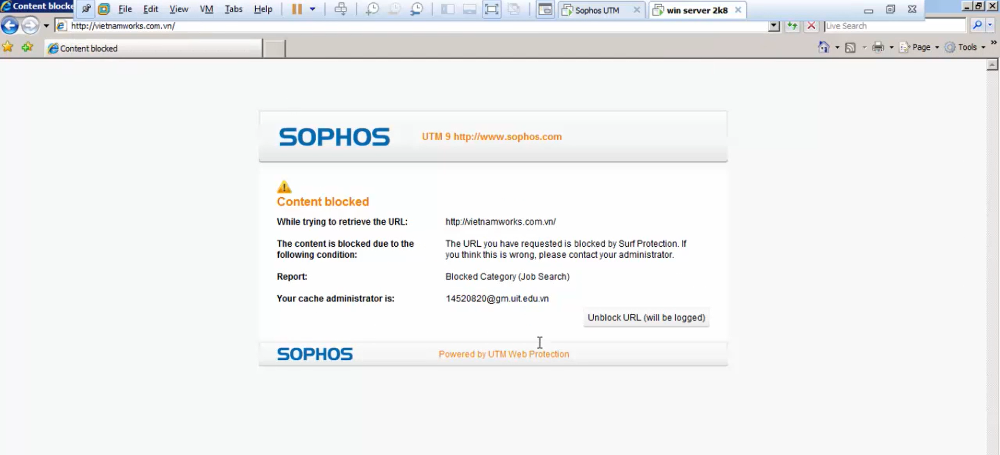 Content blocke
File Edit View VM Tabs Help
Sophos UTM
win server 2k8
http://vietnamworks.com.vn/
Live Search
Content blocked
Page Tools
SOPHOS
UTM 9 http://www.sophos.com
Content blocked
While trying to retrieve the URL: http://vietnamworks.com.vn/
The content is blocked due to the following condition: The URL you have requested is blocked by Surf Protection. If
you think this is wrong, please contact your administrator.
Report: Blocked Category (Job Search)
Your cache administrator is: 14520820@gm.uit.edu.vn
Unblock URL (will be logged)
SOPHOS
Powered by UTM Web Protection